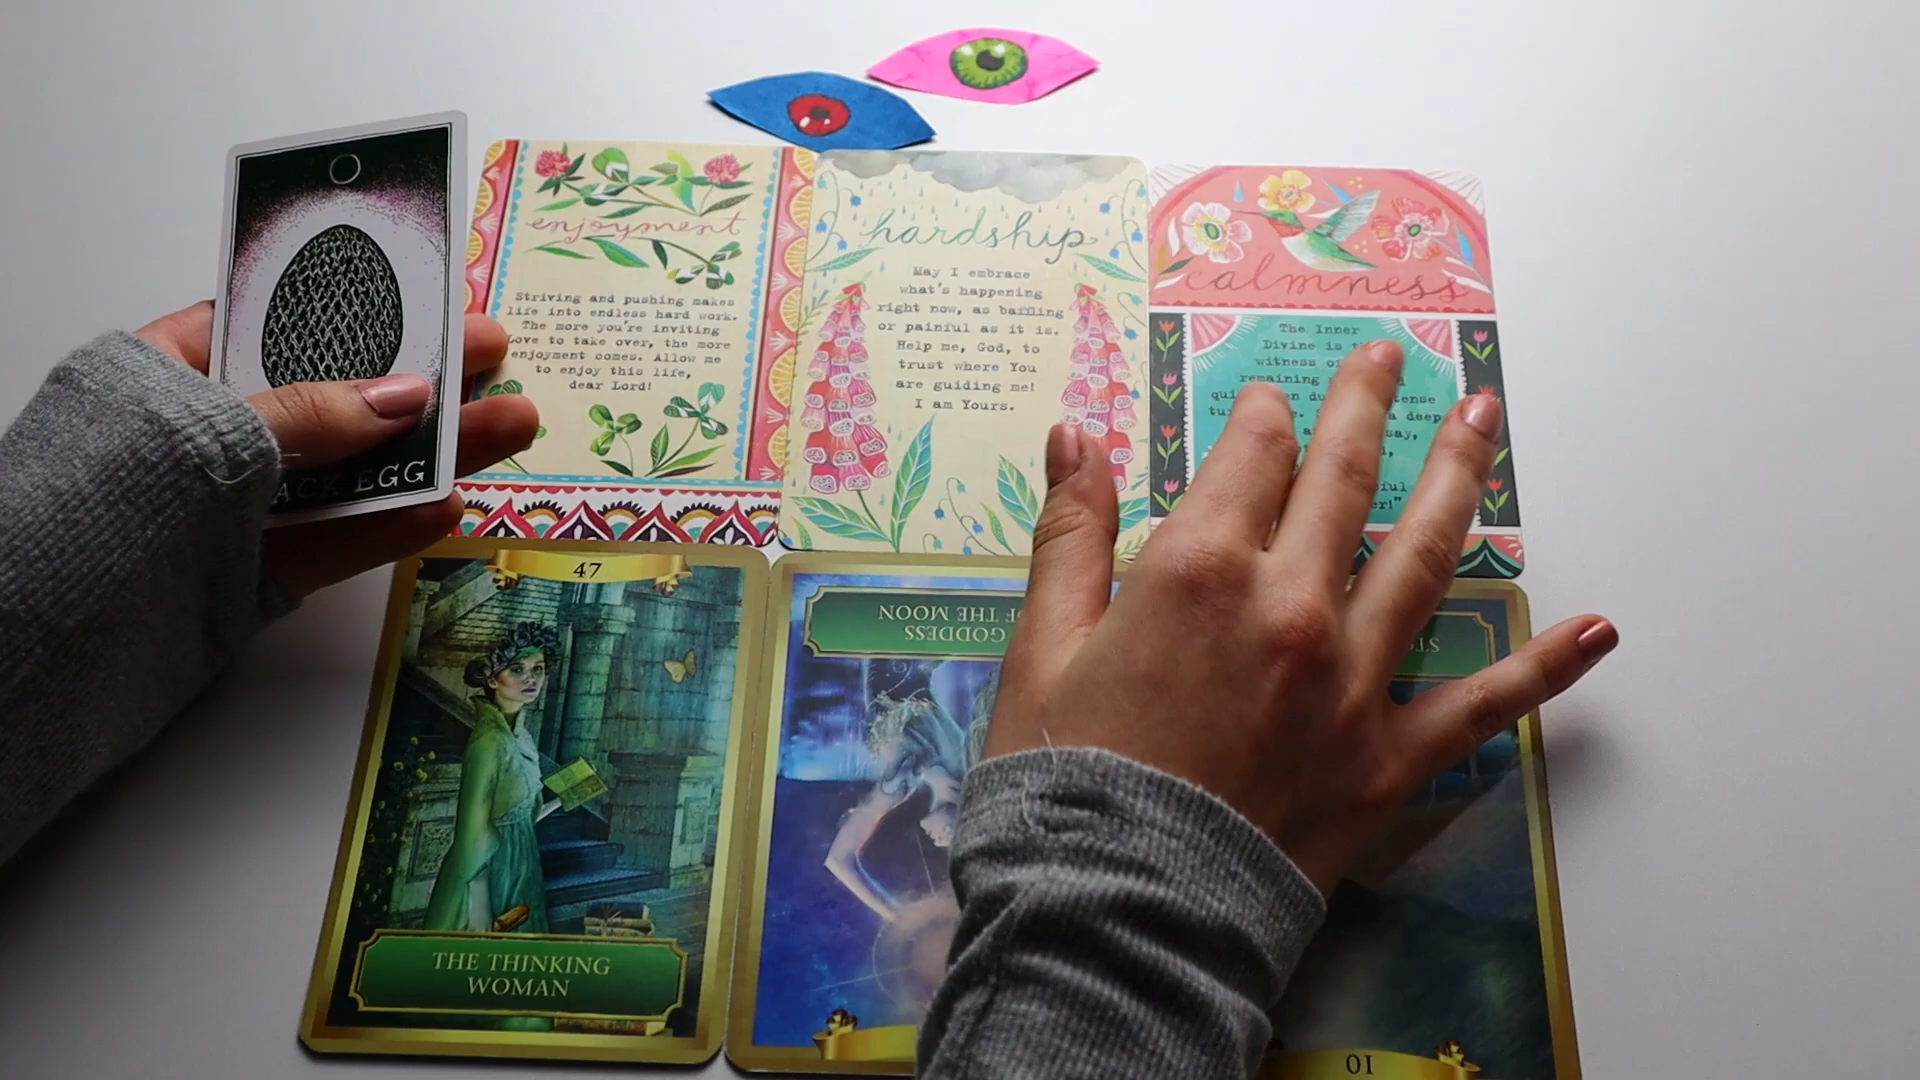 ACK EGG
enjoyment
Striving and pushing makes
life into endless hard work.
The more you're inviting
Love to take over, the more
enjoyment comes. Allow me
to enjoy this life,
dear Lord!
hardship
May I embrace
what's happening
right now, as baffling
or painful as it is.
Help me, God, to
trust where You
are guiding me!
I am Yours.
calmness
The Inner
Divine is
witness
remaining
a deep
say,
47
THE THINKING
WOMAN
GODDESS
OF THE MOON
10